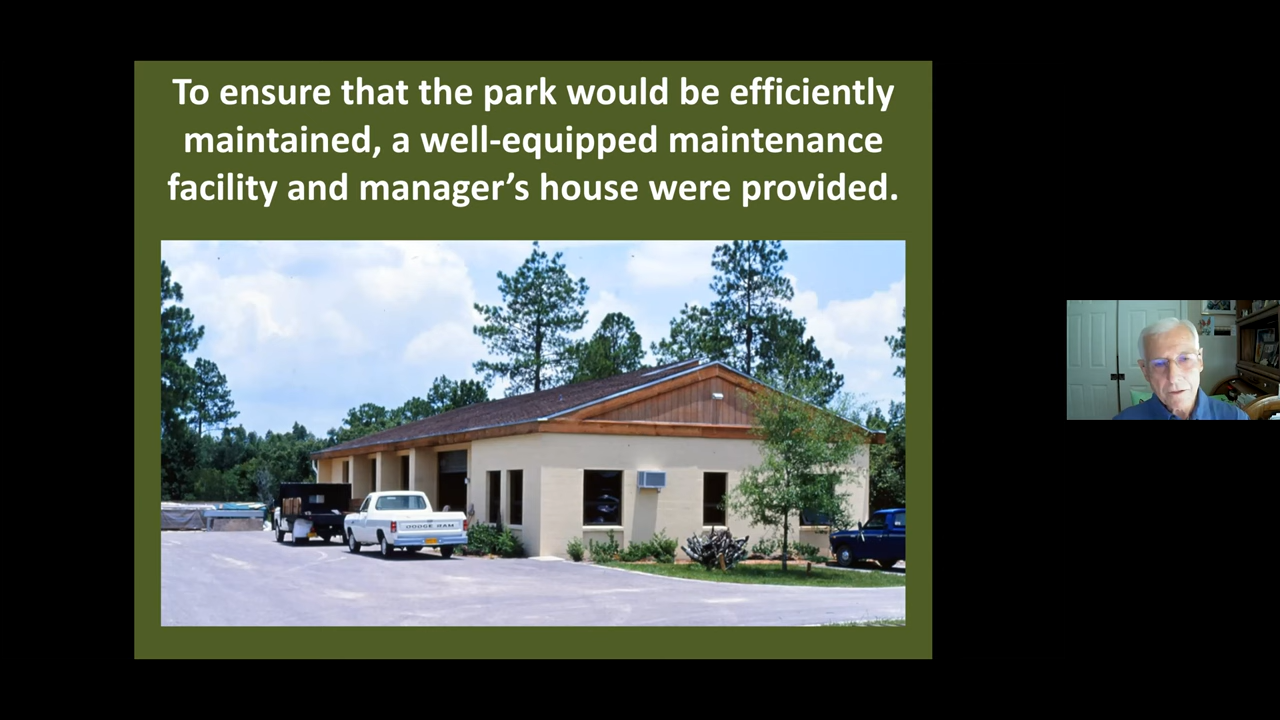 To ensure that the park would be efficiently
maintained, a well-equipped maintenance
facility and manager’s house were provided.
DODGE RAM